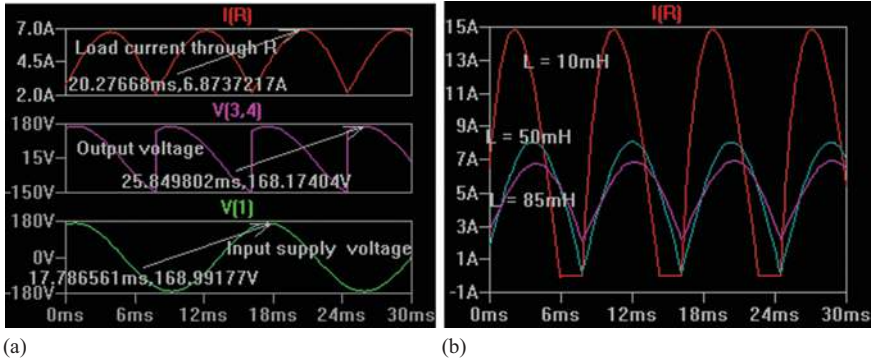 I(R)
7.0A
4.5A
2.0A
Load current through R
20.27668ms,6.8737217A
V(3,4)
180V
15V
-150V
Output voltage
25.849802ms,168.17404V
V(1)
180V
0V
-180V
Input supply voltage
17.786561ms,168.99177V
0ms 6ms 12ms 18ms 24ms 30ms
(a)
I(R)
15A
13A
11A
9A
7A
5A
3A
1A
-1A
L = 10mH
L = 50mH
L = 85mH
0ms 6ms 12ms 18ms 24ms 30ms
(b)